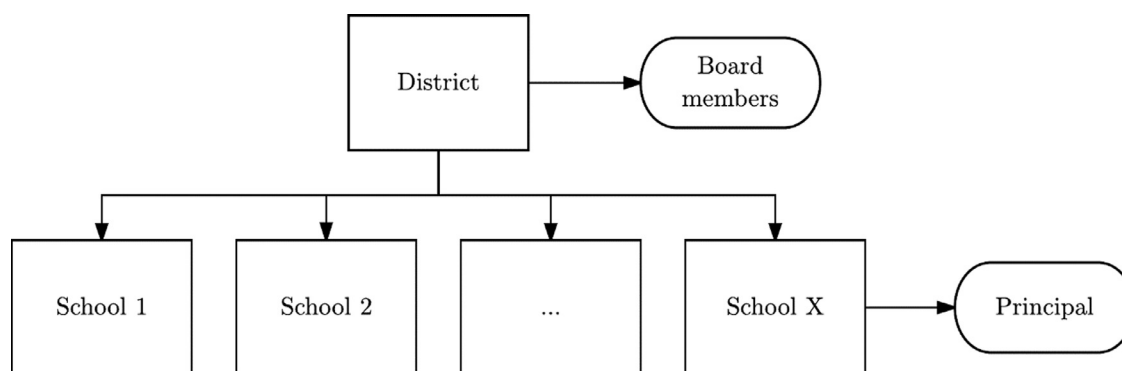 District
Board
members
School 1
School 2
...
School X
Principal